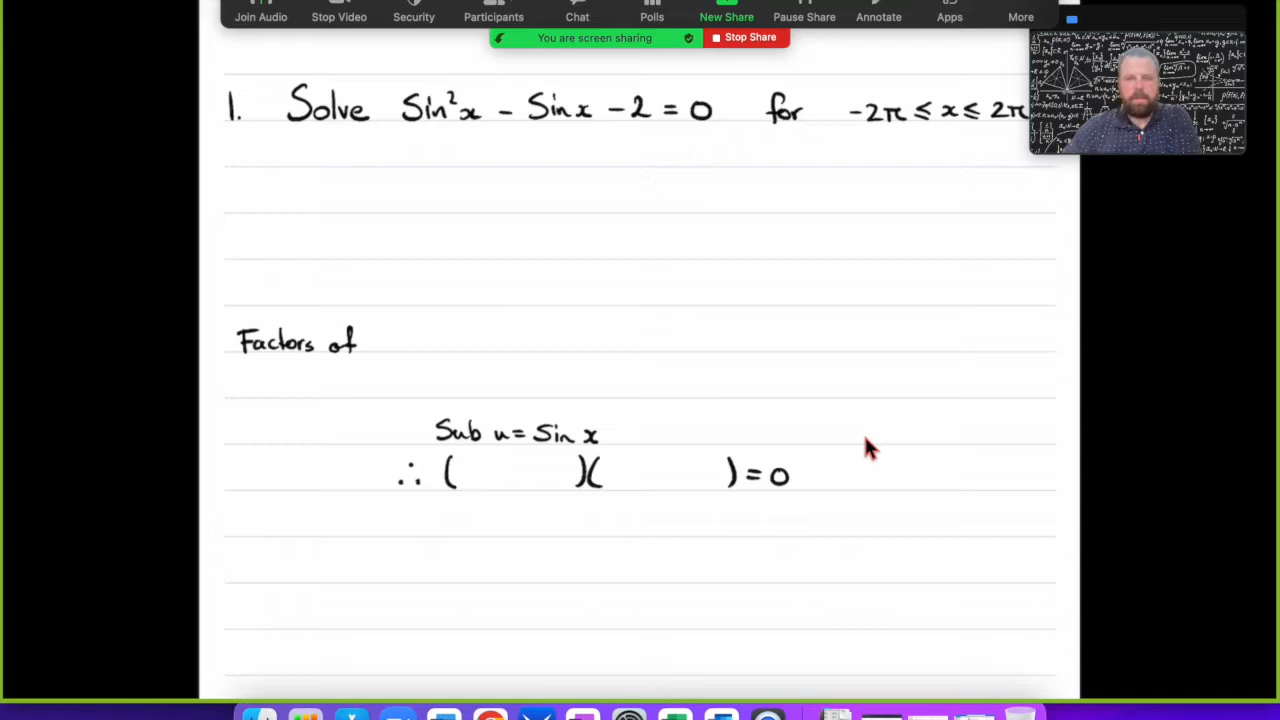 Join Audio Stop Video Security Participants Chat Polls New Share Pause Share Annotate Apps More
You are screen sharing Stop Share
1. Solve Sin²x - Sin x - 2 = 0 for -2π ≤ x ≤ 2π
Factors of
Sub u = Sin x
∴ ( )( ) = 0